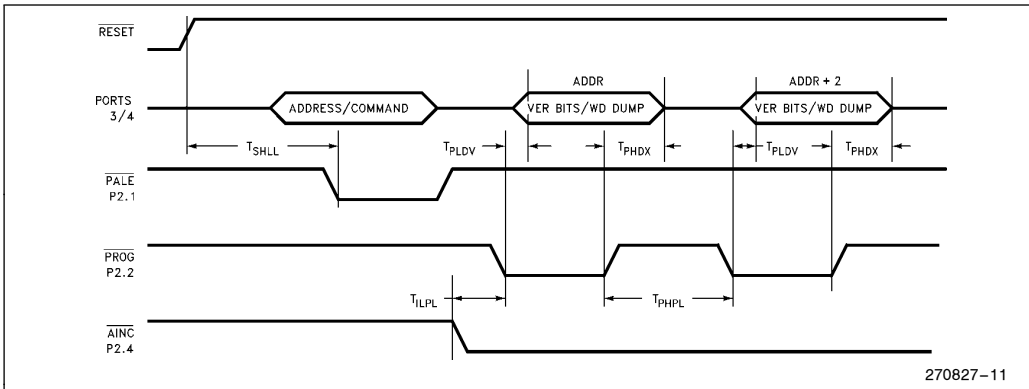 RESET
ADDR
ADDR + 2
PORTS
3/4
ADDRESS/COMMAND
VER BITS/WD DUMP
VER BITS/WD DUMP
TSHLL
TPLDV
TPHDX
TPLDV
TPHDX
PALE
P2.1
PROG
P2.2
TILPL
TPHPL
AINC
P2.4
270827–11